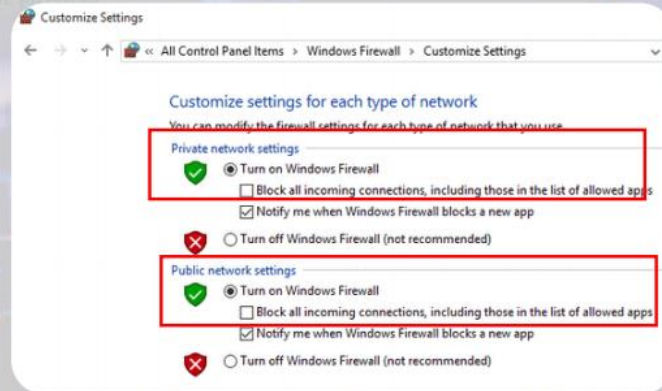 Customize Settings
« All Control Panel Items > Windows Firewall > Customize Settings
Customize settings for each type of network
You can modify the firewall settings for each type of network that you use.
Private network settings
Turn on Windows Firewall
Block all incoming connections, including those in the list of allowed apps
Notify me when Windows Firewall blocks a new app
Turn off Windows Firewall (not recommended)
Public network settings
Turn on Windows Firewall
Block all incoming connections, including those in the list of allowed apps
Notify me when Windows Firewall blocks a new app
Turn off Windows Firewall (not recommended)